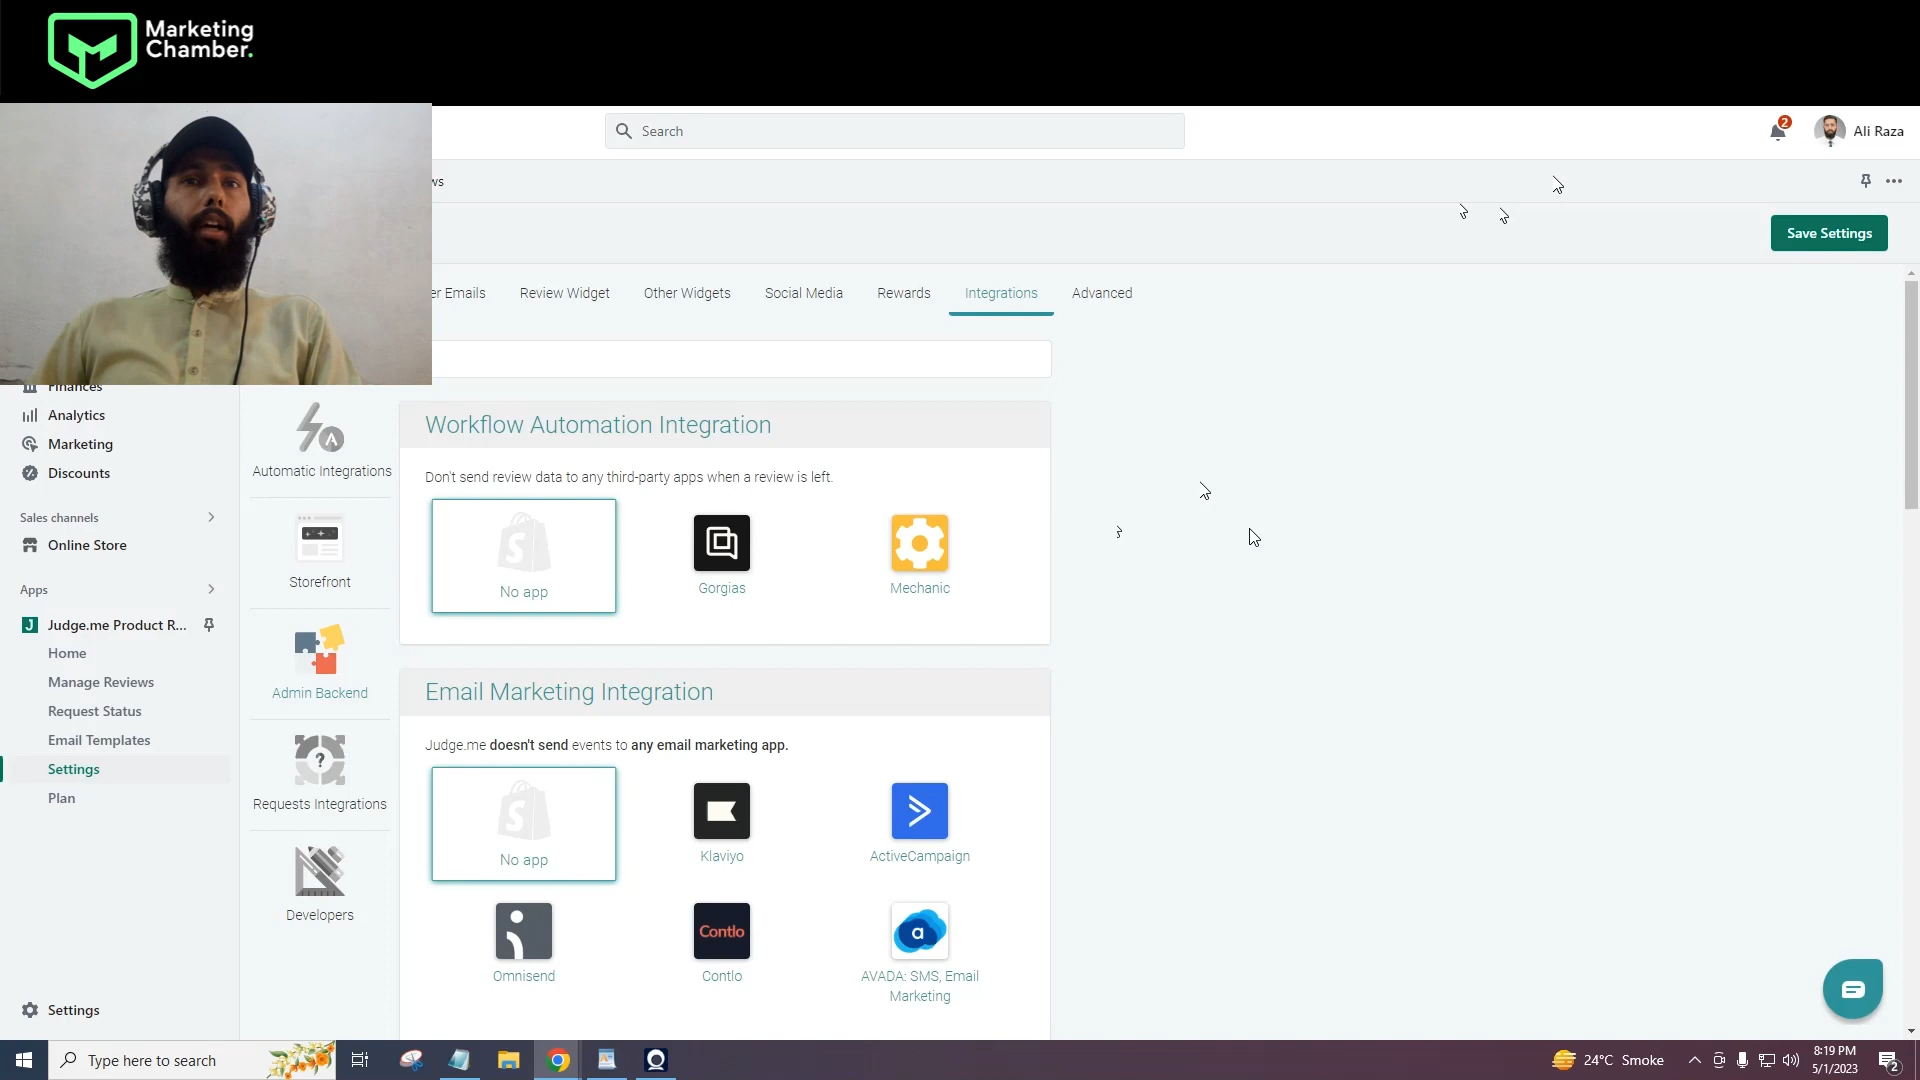 Marketing
Chamber.
Search
2
Ali Raza
ws
Save Settings
er Emails
Review Widget
Other Widgets
Social Media
Rewards
Integrations
Advanced
Finances
Analytics
Marketing
Discounts
Sales channels
Online Store
Apps
J
Judge.me Product R...
Home
Manage Reviews
Request Status
Email Templates
Settings
Plan
Settings
Automatic Integrations
Storefront
Admin Backend
Requests Integrations
Developers
Workflow Automation Integration
Don't send review data to any third-party apps when a review is left.
No app
Gorgias
Mechanic
Email Marketing Integration
Judge.me doesn't send events to any email marketing app.
No app
Klaviyo
ActiveCampaign
Contlo
a
Omnisend
Contlo
AVADA: SMS, Email
Marketing
Type here to search
24°C Smoke
8:19 PM
5/1/2023
2